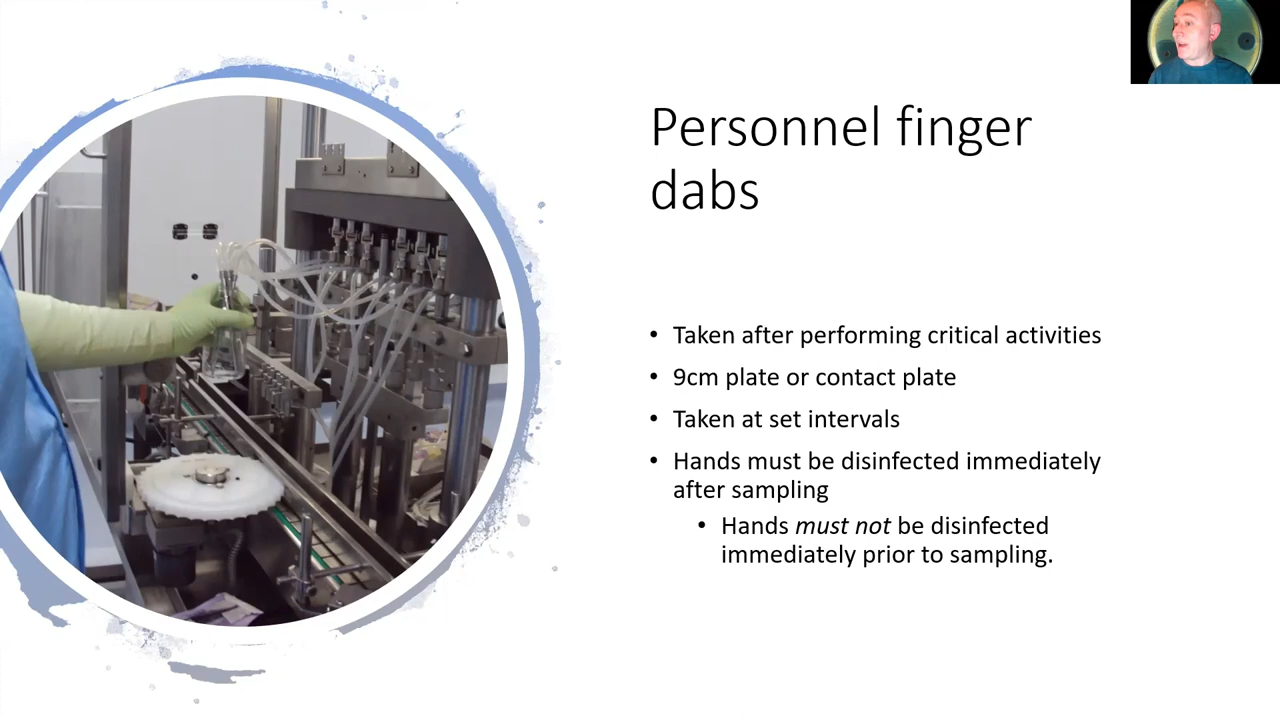 Personnel finger
dabs
• Taken after performing critical activities
• 9cm plate or contact plate
• Taken at set intervals
• Hands must be disinfected immediately
after sampling
• Hands must not be disinfected
immediately prior to sampling.